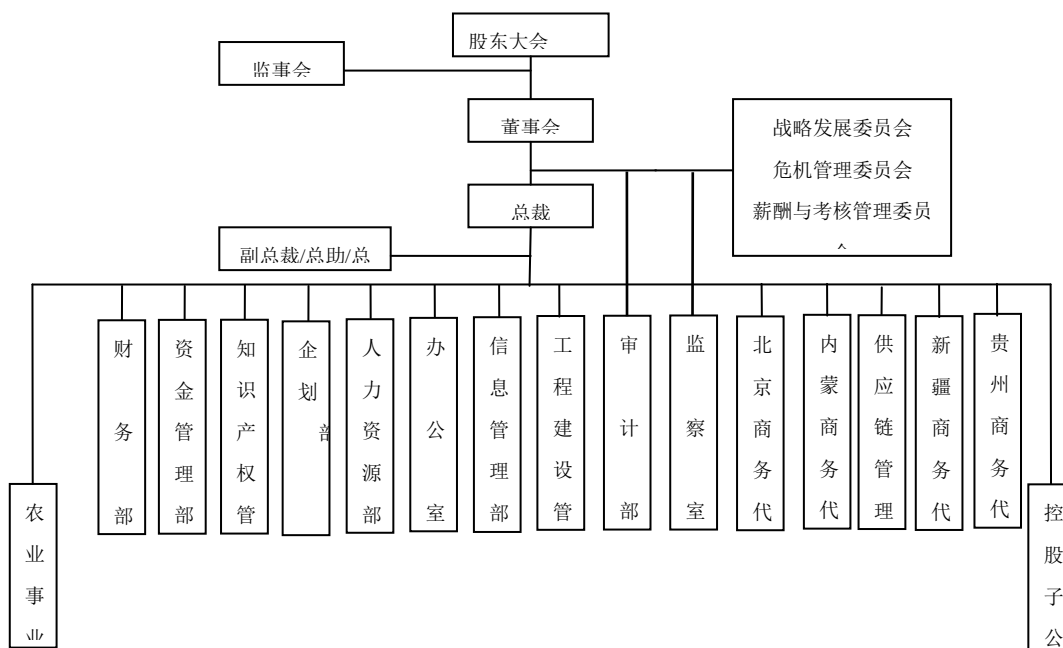 股东大会
监事会
董事会
战略发展委员会
危机管理委员会
薪酬与考核管理委员
总裁
副总裁/总助/总
财务部
资金管理部
知识产权管
企划部
人力资源部
办公室
信息管理部
工程建设管
审计部
监察室
北京商务代
内蒙商务代
供应链管理
新疆商务代
贵州商务代
农业事业
控股子公